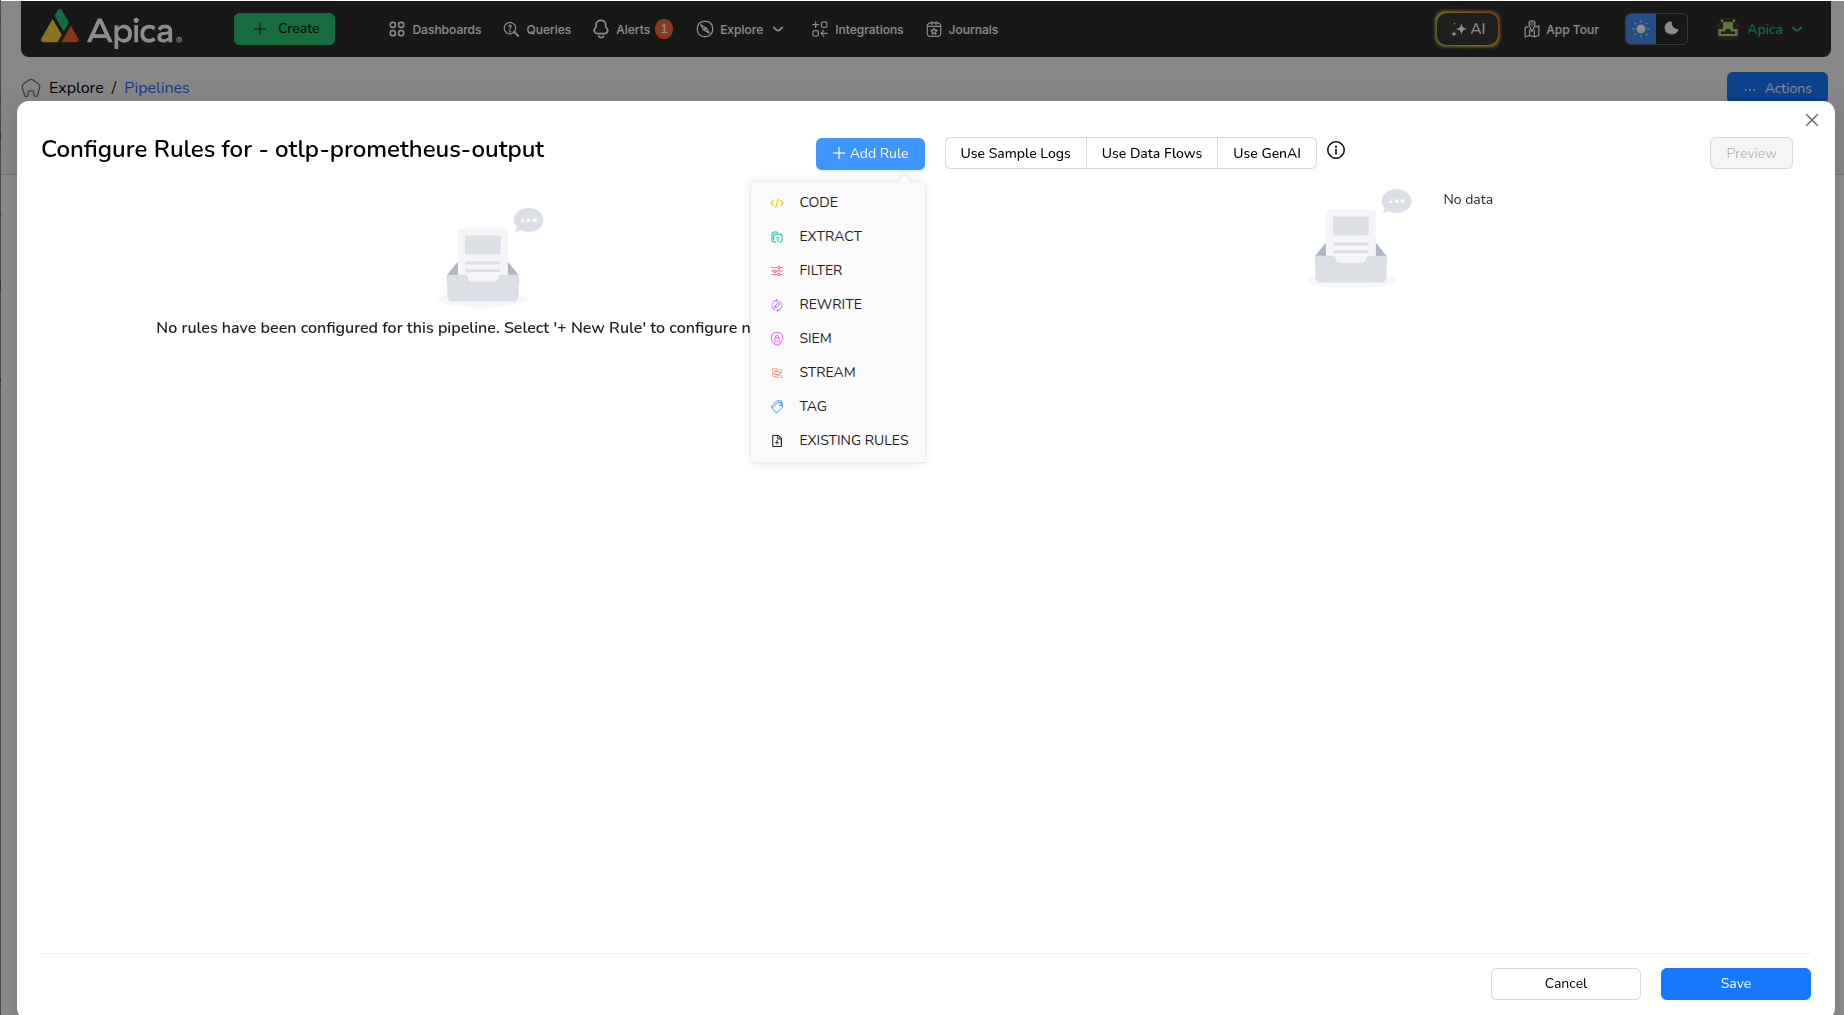 Apica®
+ Create
Dashboards
Queries
Alerts 1
Explore
Integrations
Journals
AI
App Tour
Apica
Explore / Pipelines
... Actions
Configure Rules for - otlp-prometheus-output
+ Add Rule
Use Sample Logs
Use Data Flows
Use GenAI
Preview
CODE
EXTRACT
FILTER
REWRITE
SIEM
STREAM
TAG
EXISTING RULES
No rules have been configured for this pipeline. Select '+ New Rule' to configure n
No data
Cancel
Save